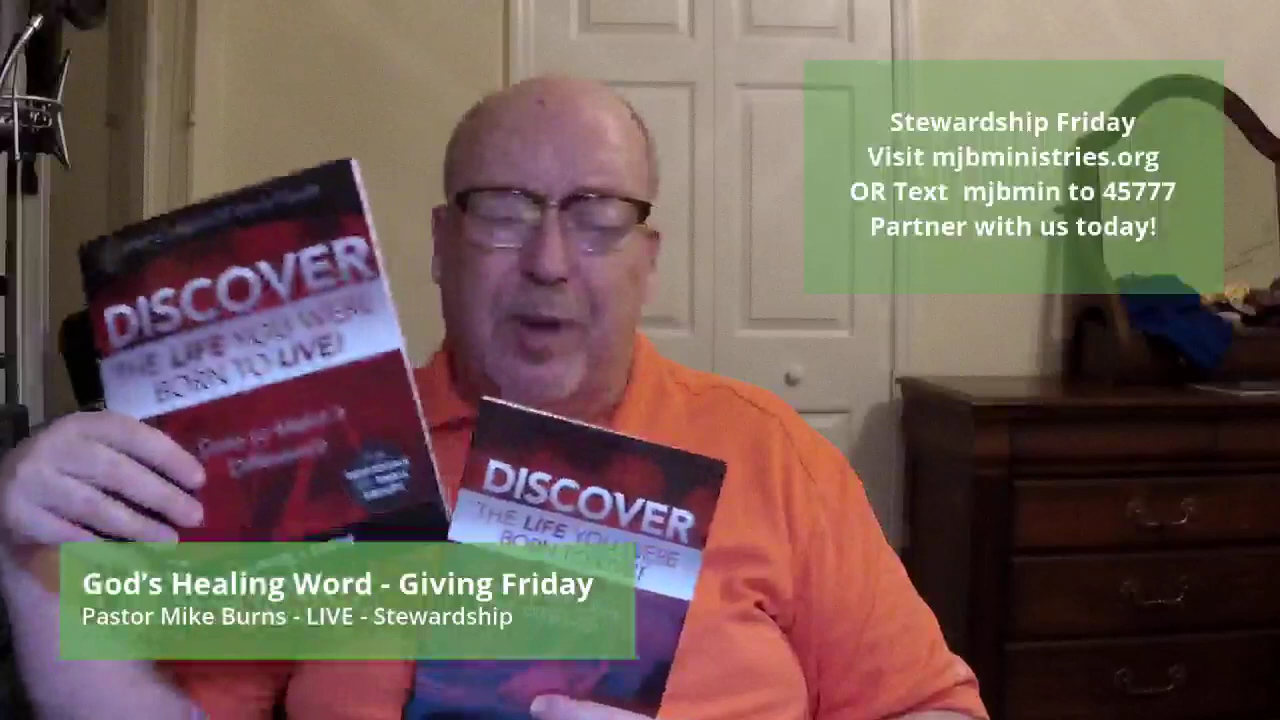 Stewardship Friday
Visit mjbministries.org
OR Text mjbmin to 45777
Partner with us today!
DISCOVER
THE LIFE YOU WERE
BORN TO LIVE!
DISCOVER
THE LIFE YOU WERE
God's Healing Word - Giving Friday
Pastor Mike Burns - LIVE - Stewardship